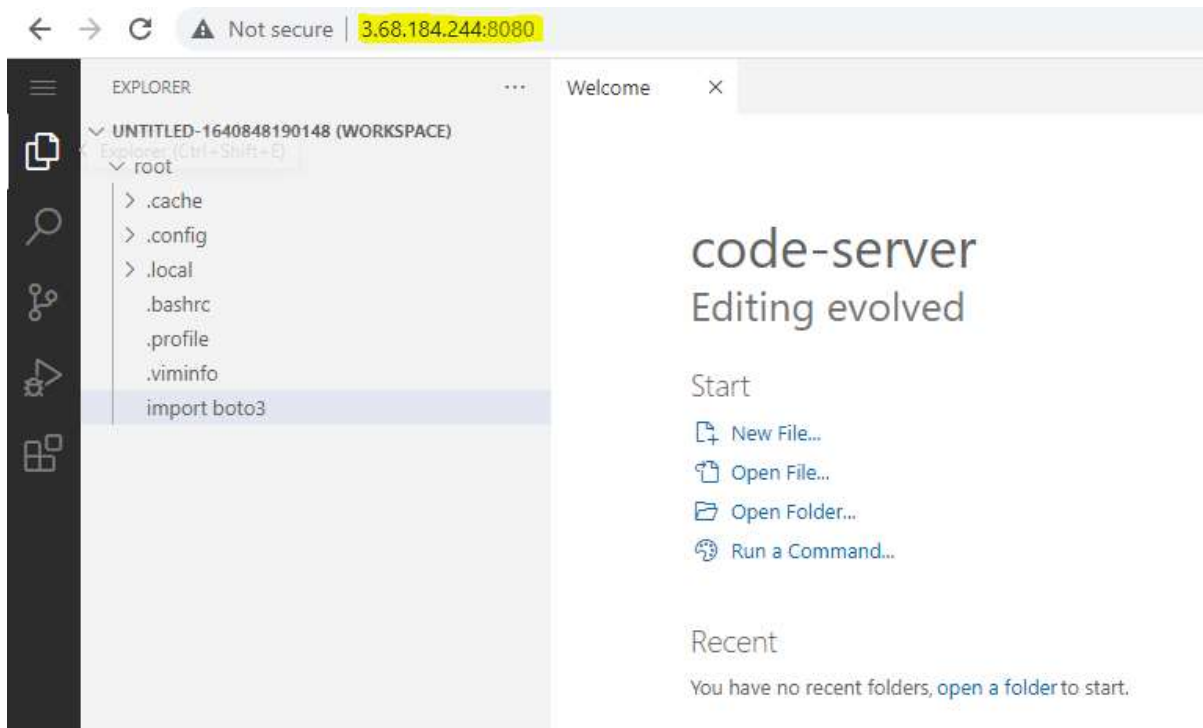 Not secure | 3.68.184.244:8080
EXPLORER ...
UNTITLED-1640848190148 (WORKSPACE)
Explorer (Ctrl+Shift+E)
root
.cache
.config
.local
.bashrc
.profile
.viminfo
import boto3
Welcome
code-server
Editing evolved
Start
New File...
Open File...
Open Folder...
Run a Command...
Recent
You have no recent folders, open a folder to start.